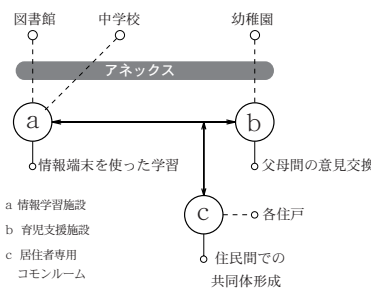 図書館
中学校
幼稚園
アネックス
a
b
情報端末を使った学習
父母間の意見交換
c
各住戸
a 情報学習施設
b 育児支援施設
c 居住者専用
コモンルーム
住民間での
共同体形成